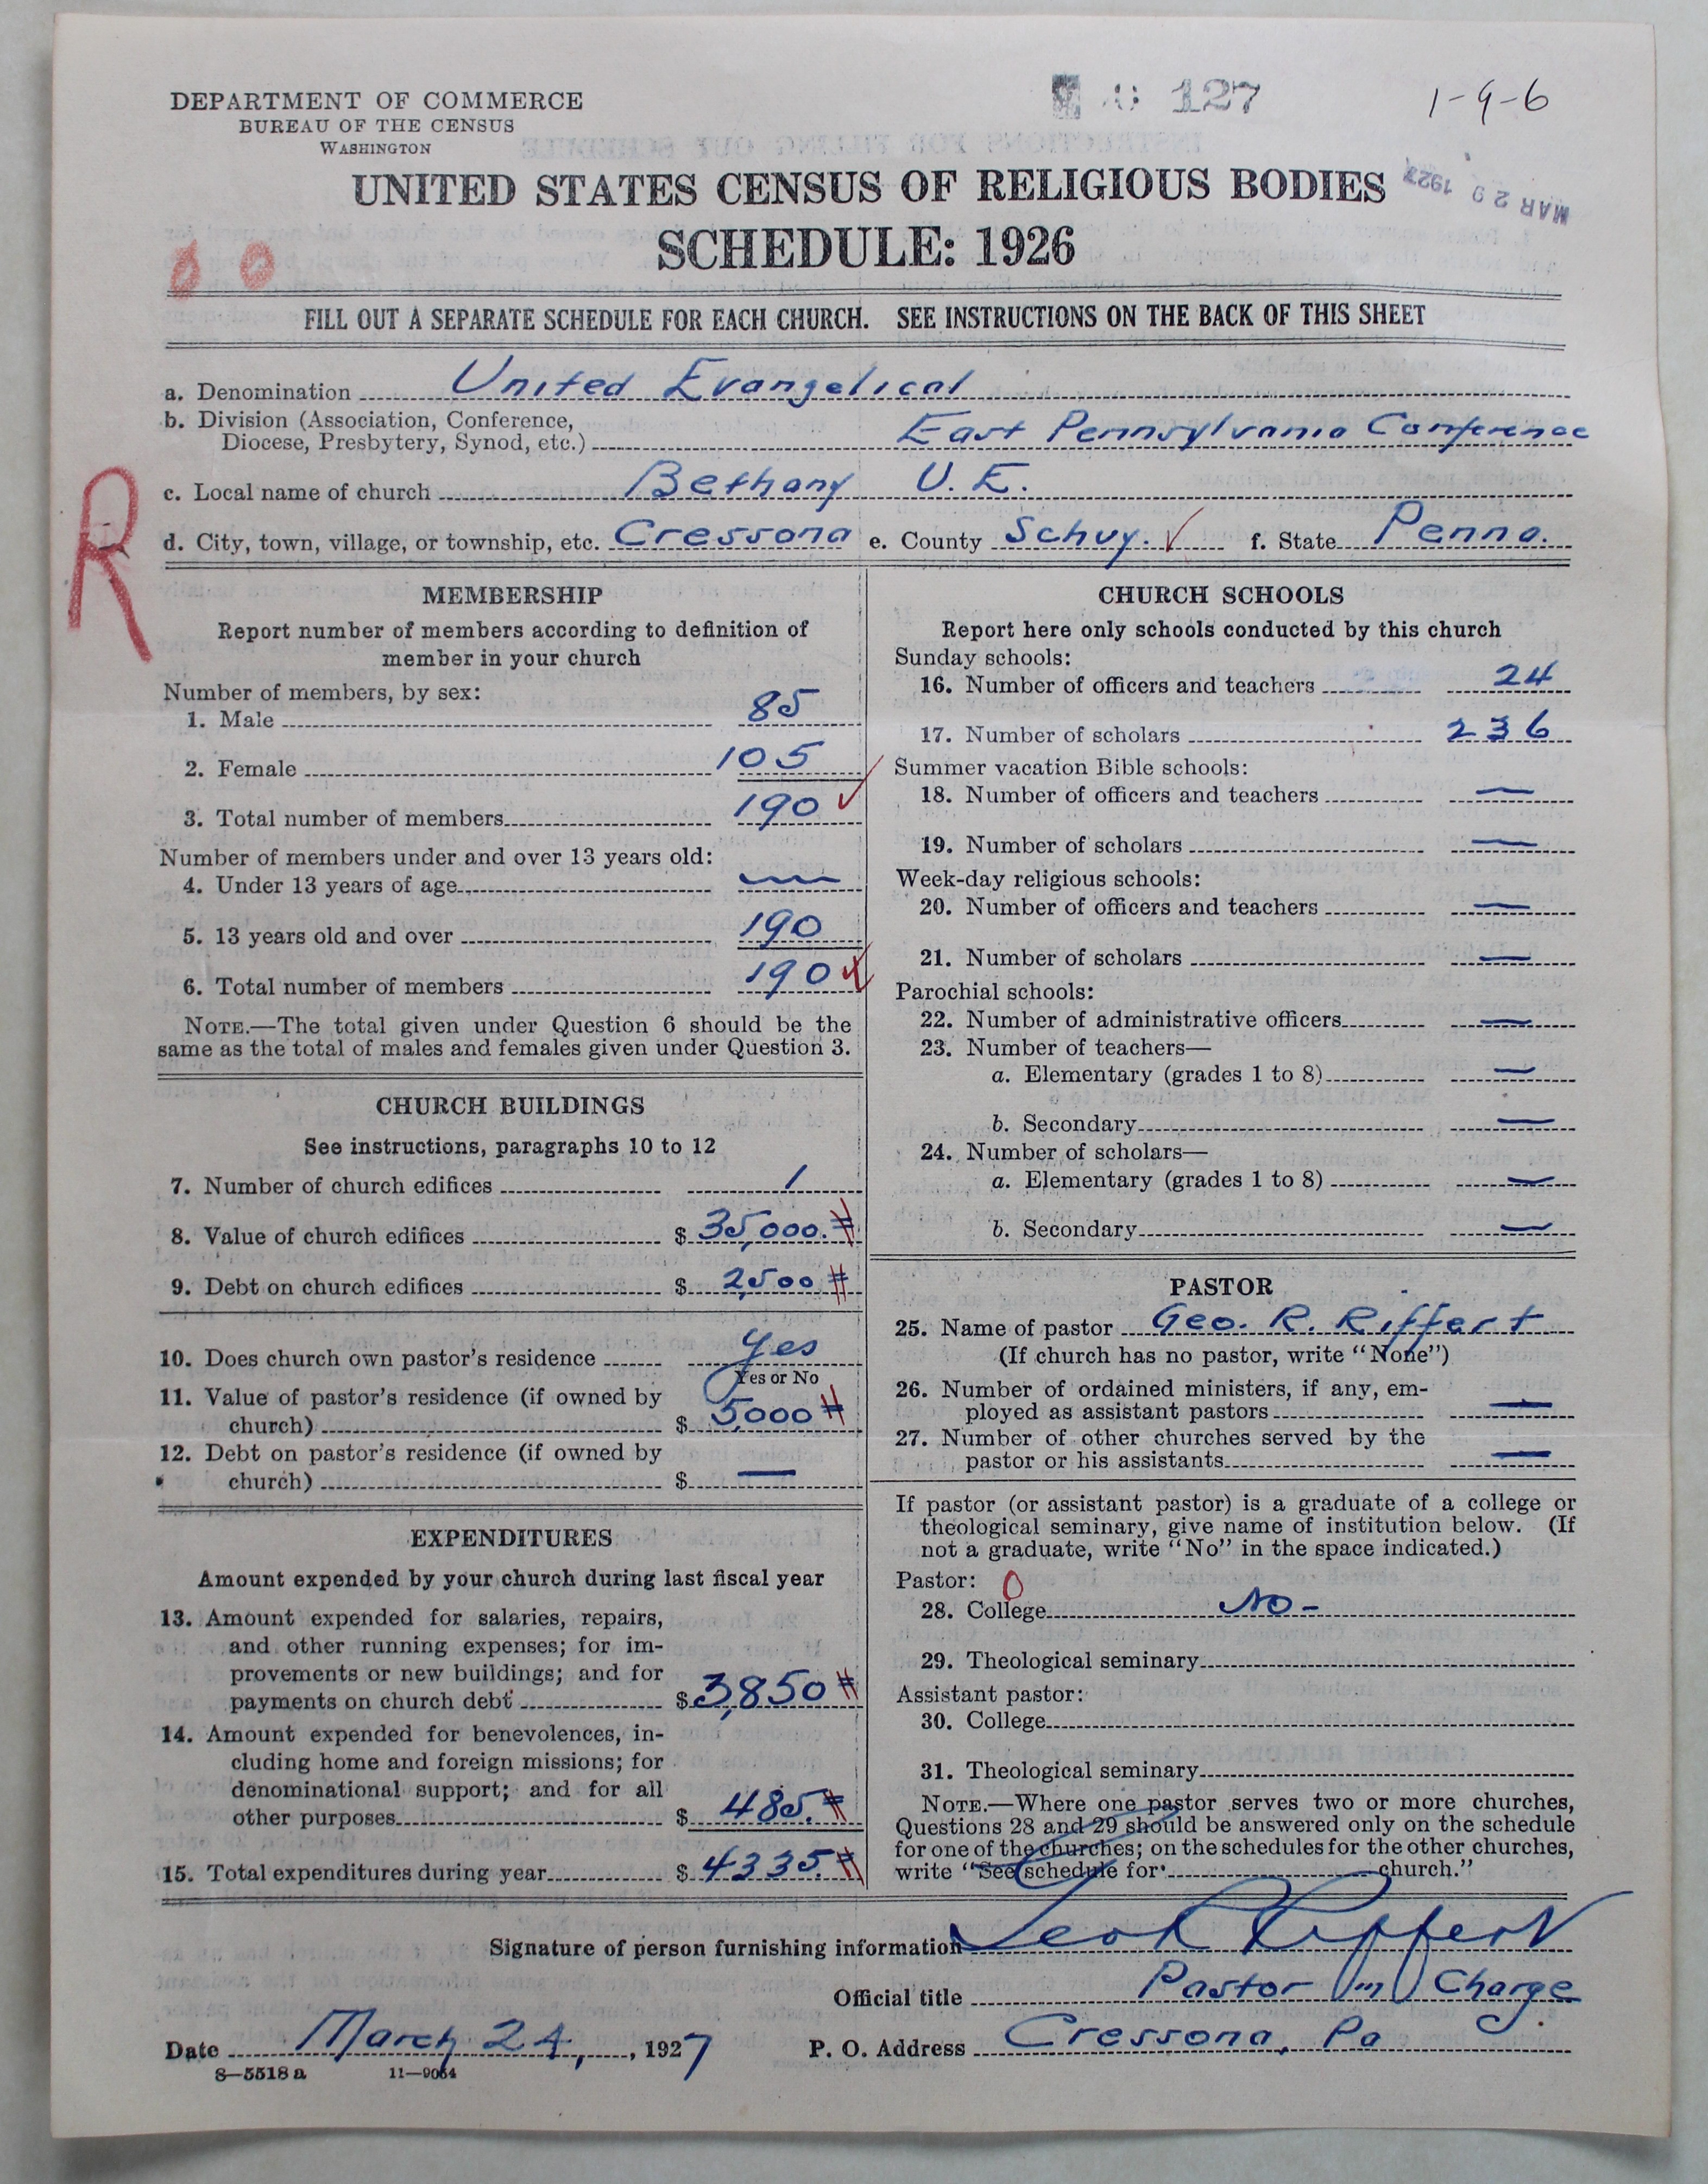 DEPARTMENT OF COMMERCE
BUREAU OF THE CENSUS
WASHINGTON
127
1-9-6
UNITED STATES CENSUS OF RELIGIOUS BODIES
MAR 29 1927
SCHEDULE: 1926
0 0
FILL OUT A SEPARATE SCHEDULE FOR EACH CHURCH. SEE INSTRUCTIONS ON THE BACK OF THIS SHEET
a. Denomination United Evangelical
b. Division (Association, Conference,
Diocese, Presbytery, Synod, etc.) East Pennsylvania Conference
c. Local name of church Bethany U.E.
R
d. City, town, village, or township, etc. Cressona e. County Schuy. f. State Penna.
MEMBERSHIP
Report number of members according to definition of
member in your church
Number of members, by sex:
1. Male 85
2. Female 105
3. Total number of members 190
Number of members under and over 13 years old:
4. Under 13 years of age —
5. 13 years old and over 190
6. Total number of members 190
NOTE.—The total given under Question 6 should be the
same as the total of males and females given under Question 3.
CHURCH BUILDINGS
See instructions, paragraphs 10 to 12
7. Number of church edifices 1
8. Value of church edifices $ 35,000.
9. Debt on church edifices $ 2,500
10. Does church own pastor's residence Yes
Yes or No
11. Value of pastor's residence (if owned by
church) $ 5,000
12. Debt on pastor's residence (if owned by
church) $ —
EXPENDITURES
Amount expended by your church during last fiscal year
13. Amount expended for salaries, repairs,
and other running expenses; for im-
provements or new buildings; and for
payments on church debt $ 3,850
14. Amount expended for benevolences, in-
cluding home and foreign missions; for
denominational support; and for all
other purposes $ 485.
15. Total expenditures during year $ 4335.
CHURCH SCHOOLS
Report here only schools conducted by this church
Sunday schools:
16. Number of officers and teachers 24
17. Number of scholars 236
Summer vacation Bible schools:
18. Number of officers and teachers —
19. Number of scholars —
Week-day religious schools:
20. Number of officers and teachers —
21. Number of scholars —
Parochial schools:
22. Number of administrative officers —
23. Number of teachers—
a. Elementary (grades 1 to 8) —
b. Secondary —
24. Number of scholars—
a. Elementary (grades 1 to 8) —
b. Secondary —
PASTOR
25. Name of pastor Geo. R. Riffert
(If church has no pastor, write "None")
26. Number of ordained ministers, if any, em-
ployed as assistant pastors —
27. Number of other churches served by the
pastor or his assistants —
If pastor (or assistant pastor) is a graduate of a college or
theological seminary, give name of institution below. (If
not a graduate, write "No" in the space indicated.)
Pastor: 0
28. College No -
29. Theological seminary
Assistant pastor:
30. College
31. Theological seminary
NOTE.—Where one pastor serves two or more churches,
Questions 28 and 29 should be answered only on the schedule
for one of the churches; on the schedules for the other churches,
write "See schedule for church."
Signature of person furnishing information Geo R Riffert
Official title Pastor in Charge
Date March 24, 1927 P. O. Address Cressona, Pa
8—5518 a 11—9064